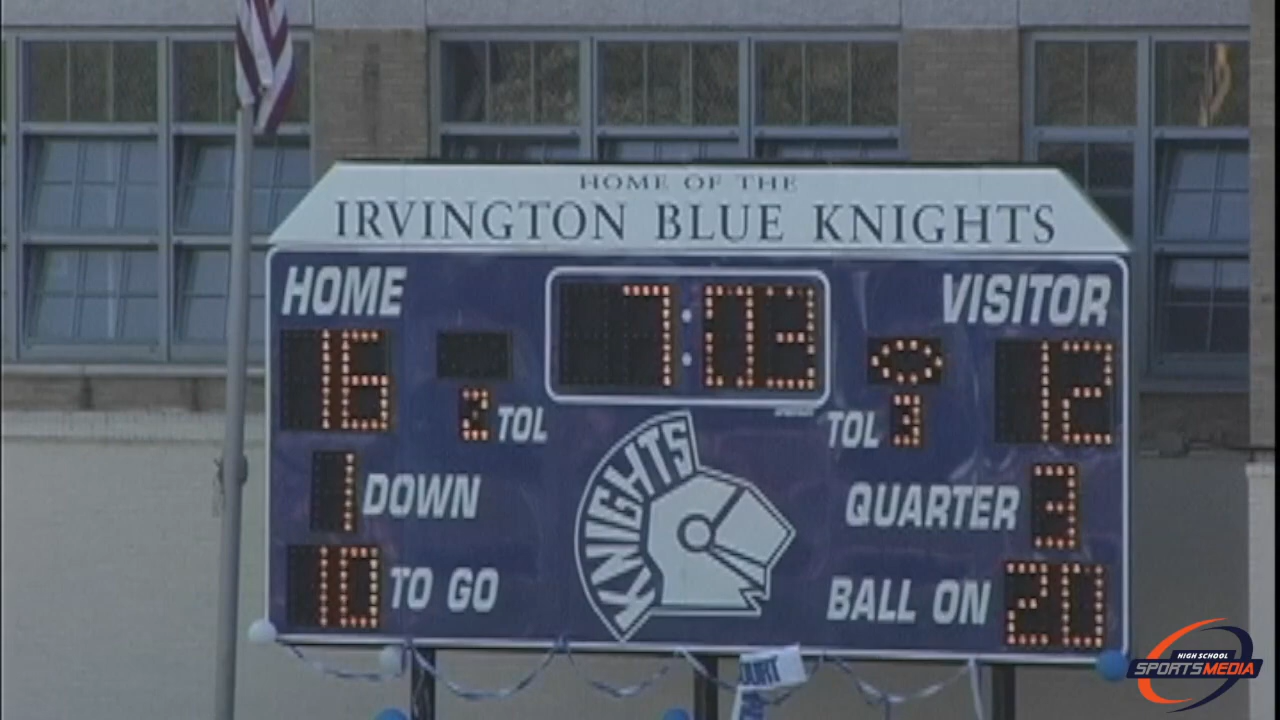 HOME OF THE
IRVINGTON BLUE KNIGHTS
HOME
7:03
VISITOR
16
12
2 TOL
TOL 3
1 DOWN
KNIGHTS
QUARTER 3
10 TO GO
BALL ON 20
HIGH SCHOOL
SPORTSMEDIA